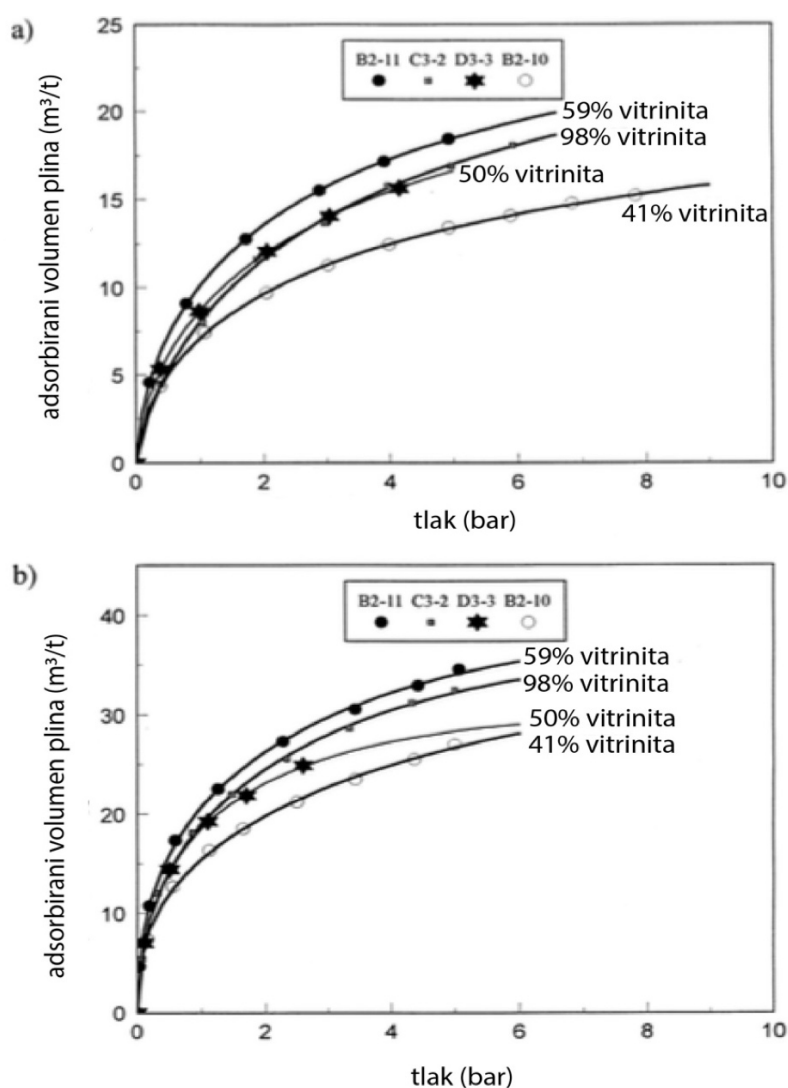 a)
25
20
15
10
5
0
adsorbirani volumen plina (m³/t)
B2-11 C3-2 D3-3 B2-10
59% vitrinita
98% vitrinita
50% vitrinita
41% vitrinita
0 2 4 6 8 10
tlak (bar)
b)
40
30
20
10
0
adsorbirani volumen plina (m³/t)
B2-11 C3-2 D3-3 B2-10
59% vitrinita
98% vitrinita
50% vitrinita
41% vitrinita
0 2 4 6 8 10
tlak (bar)